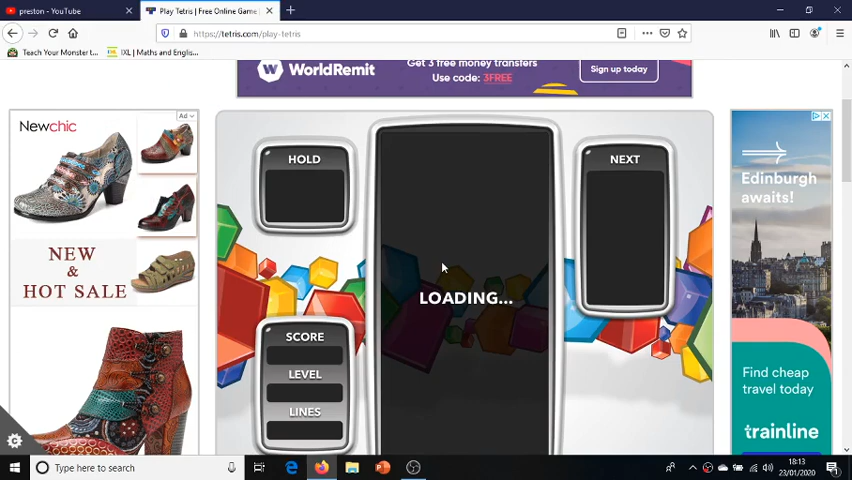 preston - YouTube
Play Tetris | Free Online Game
https://tetris.com/play-tetris
Teach Your Monster t...
IXL | Maths and Englis...
WorldRemit
Get 3 free money transfers
Use code: 3FREE
Sign up today
Newchic
Ad
NEW
&
HOT SALE
HOLD
NEXT
LOADING...
SCORE
LEVEL
LINES
Edinburgh
awaits!
Find cheap
travel today
trainline
Type here to search
18:13
23/01/2020